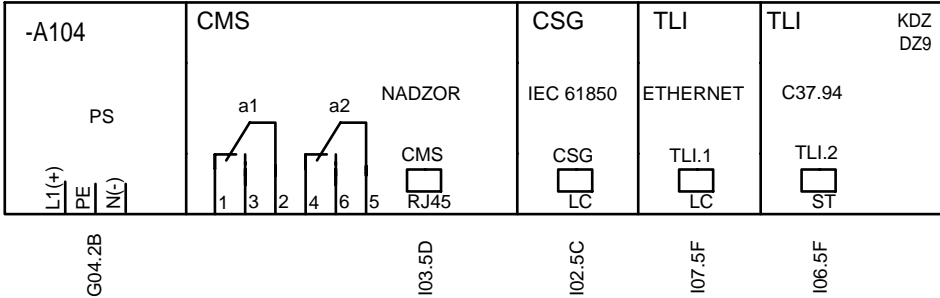 -A104
PS
L1(+)
PE
N(-)
G04.2B
CMS
a1
a2
NADZOR
CMS
1
3
2
4
6
5
RJ45
I03.5D
CSG
IEC 61850
CSG
LC
I02.5C
TLI
ETHERNET
TLI.1
LC
I07.5F
TLI
KDZ
DZ9
C37.94
TLI.2
ST
I06.5F